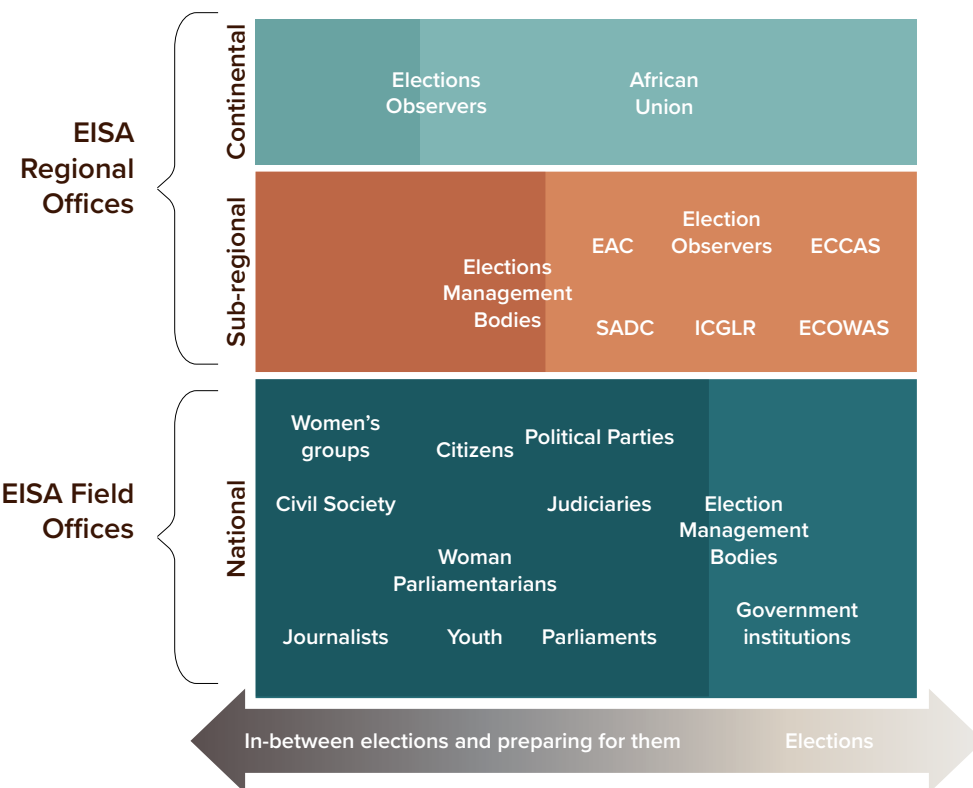 EISA
Regional
Offices
Continental
Elections
Observers
African
Union
Sub-regional
Elections
Management
Bodies
EAC
Election
Observers
ECCAS
SADC
ICGLR
ECOWAS
EISA Field
Offices
National
Women’s
groups
Citizens
Political Parties
Civil Society
Judiciaries
Election
Management
Bodies
Woman
Parliamentarians
Government
institutions
Journalists
Youth
Parliaments
In-between elections and preparing for them
Elections